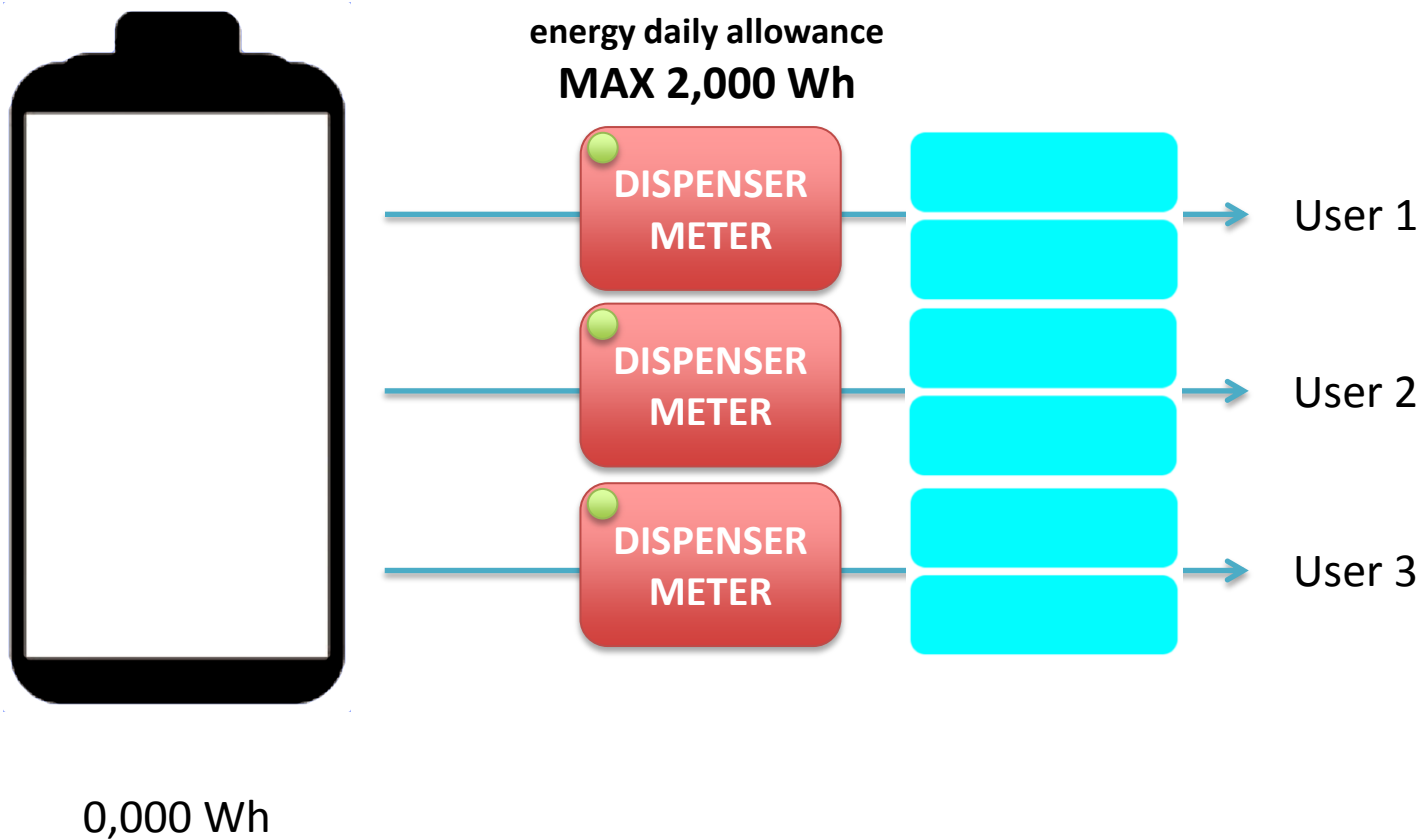 energy daily allowance
MAX 2,000 Wh
DISPENSER
METER
User 1
DISPENSER
METER
User 2
DISPENSER
METER
User 3
0,000 Wh